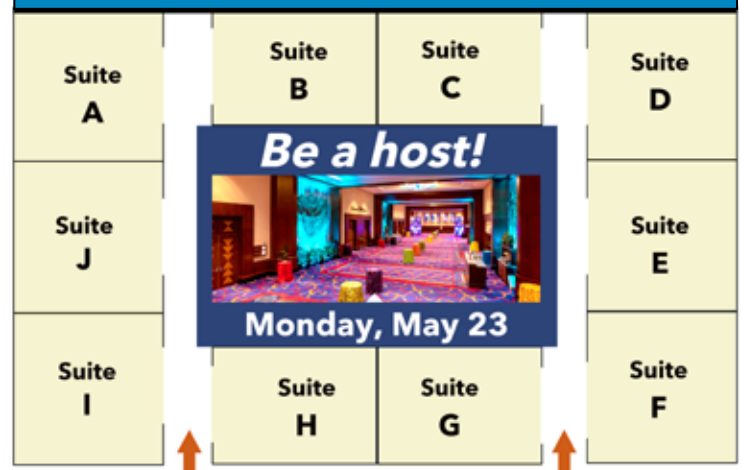 Suite
A
Suite
B
Suite
C
Suite
D
Be a host!
Suite
J
Suite
E
Monday, May 23
Suite
I
Suite
H
Suite
G
Suite
F